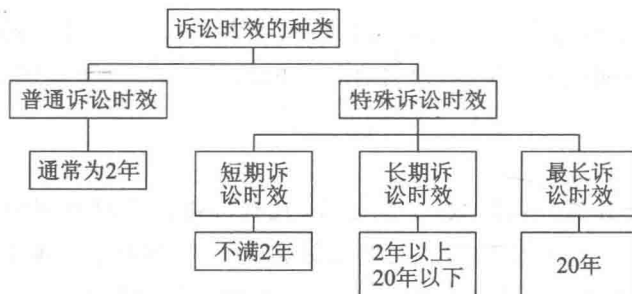 诉讼时效的种类
普通诉讼时效
特殊诉讼时效
通常为2年
短期诉
讼时效
长期诉
讼时效
最长诉
讼时效
不满2年
2年以上
20年以下
20年